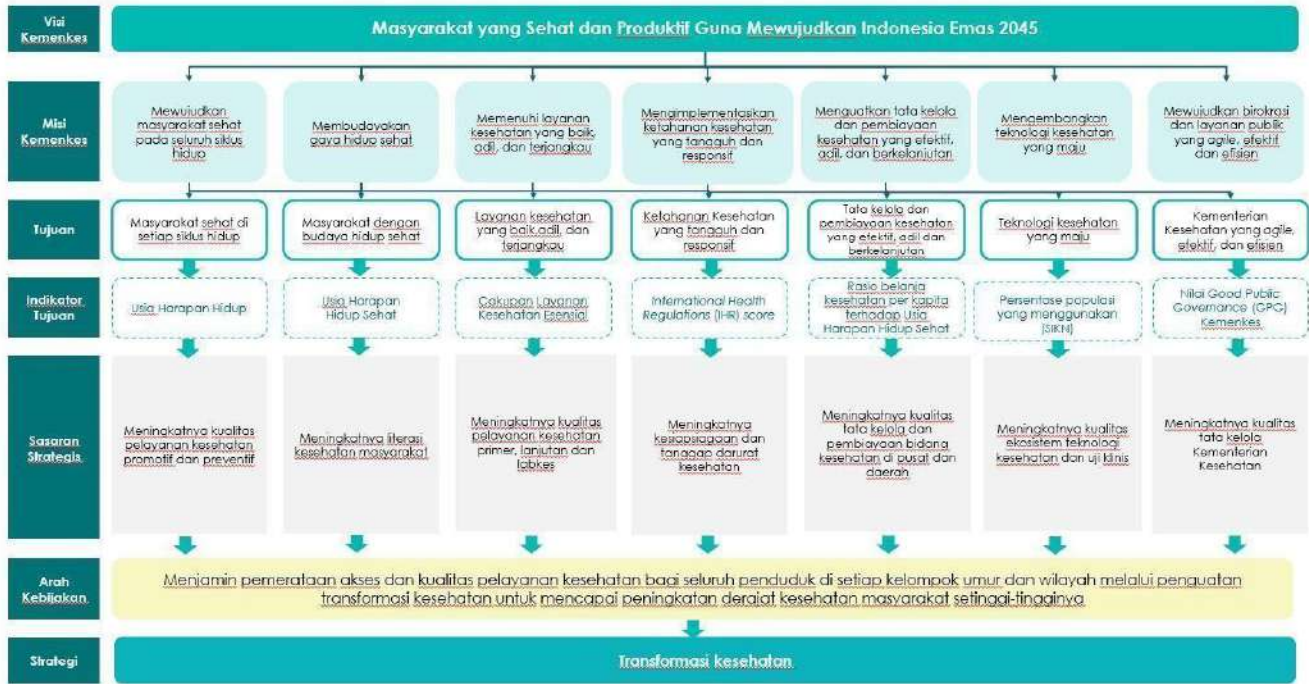 Visi
Kemenkes
Masyarakat yang Sehat dan Produktif Guna Mewujudkan Indonesia Emas 2045
Misi
Kemenkes
Mewujudkan
masyarakat sehat
pada seluruh siklus
hidup
Membudayakan
gaya hidup sehat
Memenuhi layanan
kesehatan yang baik,
adil, dan terjangkau
Mengimplementasikan
ketahanan kesehatan
yang tangguh dan
responsif
Menguatkan tata kelola
dan pembiayaan
kesehatan yang efektif,
adil, dan berkelanjutan
Mengembangkan
teknologi kesehatan
yang maju
Mewujudkan birokrasi
dan layanan publik
yang agile, efektif
dan efisien
Tujuan
Masyarakat sehat di
setiap siklus hidup
Masyarakat dengan
budaya hidup sehat
Layanan kesehatan
yang baik,adil, dan
terjangkau
Ketahanan Kesehatan
yang tangguh dan
responsif
Tata kelola dan
pembiayaan kesehatan
yang efektif, adil dan
berkelanjutan
Teknologi kesehatan
yang maju
Kementerian
Kesehatan yang agile,
efektif, dan efisien
Indikator
Tujuan
Usia Harapan Hidup
Usia Harapan
Hidup Sehat
Cakupan Layanan
Kesehatan Esensial
International Health
Regulations (IHR) score
Rasio belanja
kesehatan per kapita
terhadap Usia
Harapan Hidup Sehat
Persentase populasi
yang menggunakan
(SIKN)
Nilai Good Public
Governance (GPG)
Kemenkes
Sasaran
Strategis
Meningkatnya kualitas
pelayanan kesehatan
promotif dan preventif
Meningkatnya literasi
kesehatan masyarakat
Meningkatnya kualitas
pelayanan kesehatan
primer, lanjutan dan
labkes
Meningkatnya
kesiapsiagaan dan
tanggap darurat
kesehatan
Meningkatnya kualitas
tata kelola dan
pembiayaan bidang
kesehatan di pusat dan
daerah
Meningkatnya kualitas
ekosistem teknologi
kesehatan dan uji klinis
Meningkatnya kualitas
tata kelola
Kementerian
Kesehatan
Arah
Kebijakan
Menjamin pemerataan akses dan kualitas pelayanan kesehatan bagi seluruh penduduk di setiap kelompok umur dan wilayah melalui penguatan
transformasi kesehatan untuk mencapai peningkatan derajat kesehatan masyarakat setinggi-tingginya
Strategi
Transformasi kesehatan